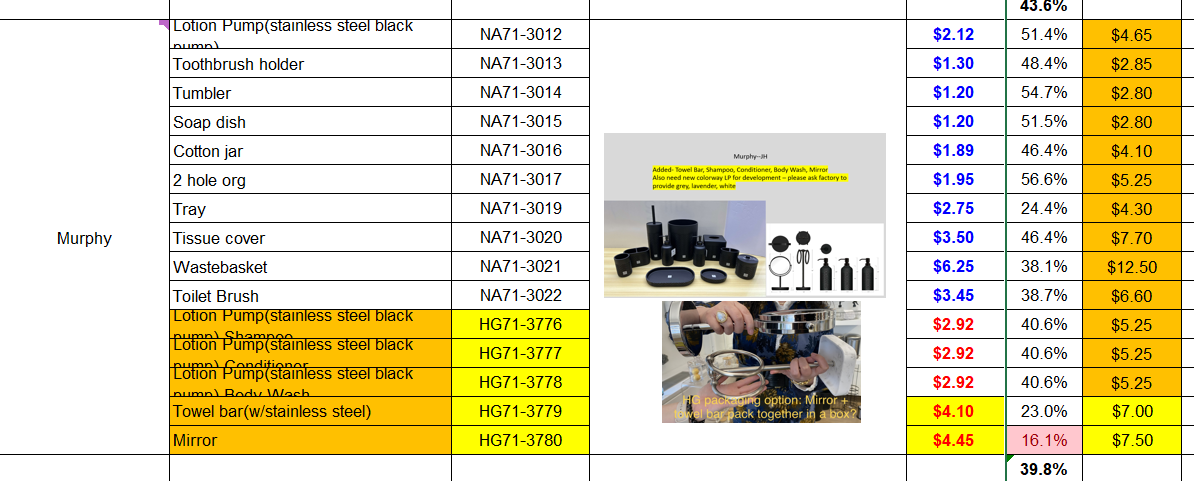 43.6%
Lotion Pump(stainless steel black pump) NA71-3012 $2.12 51.4% $4.65
Toothbrush holder NA71-3013 $1.30 48.4% $2.85
Tumbler NA71-3014 $1.20 54.7% $2.80
Soap dish NA71-3015 $1.20 51.5% $2.80
Cotton jar NA71-3016 $1.89 46.4% $4.10
2 hole org NA71-3017 $1.95 56.6% $5.25
Tray NA71-3019 $2.75 24.4% $4.30
Murphy Tissue cover NA71-3020 $3.50 46.4% $7.70
Wastebasket NA71-3021 $6.25 38.1% $12.50
Toilet Brush NA71-3022 $3.45 38.7% $6.60
Lotion Pump(stainless steel black pump) Shampoo HG71-3776 $2.92 40.6% $5.25
Lotion Pump(stainless steel black pump) Conditioner HG71-3777 $2.92 40.6% $5.25
Lotion Pump(stainless steel black pump) Body Wash HG71-3778 $2.92 40.6% $5.25
Towel bar(w/stainless steel) HG71-3779 $4.10 23.0% $7.00
Mirror HG71-3780 $4.45 16.1% $7.50
39.8%
Murphy--JH
Added- Towel Bar, Shampoo, Conditioner, Body Wash, Mirror
Also need new colorway LP for development – please ask factory to
provide grey, lavender, white
HG packaging option: Mirror +
towel bar pack together in a box?